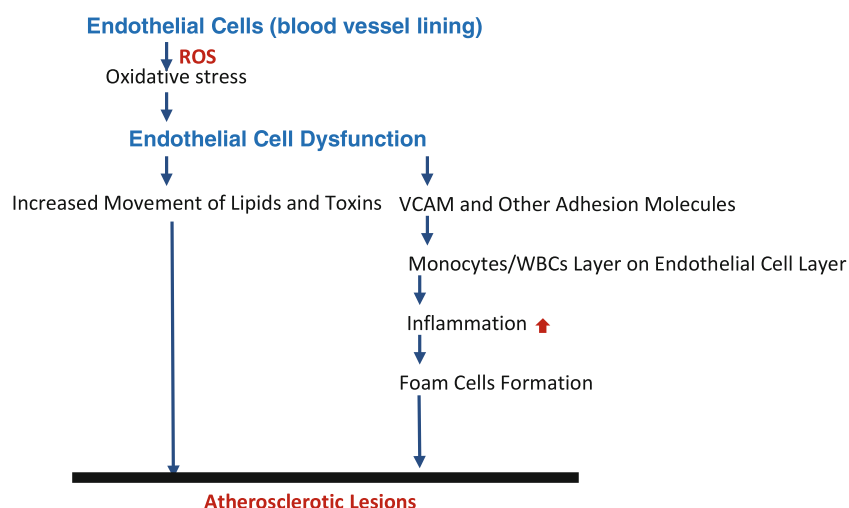 Endothelial Cells (blood vessel lining)
ROS
Oxidative stress
Endothelial Cell Dysfunction
Increased Movement of Lipids and Toxins
VCAM and Other Adhesion Molecules
Monocytes/WBCs Layer on Endothelial Cell Layer
Inflammation
Foam Cells Formation
Atherosclerotic Lesions